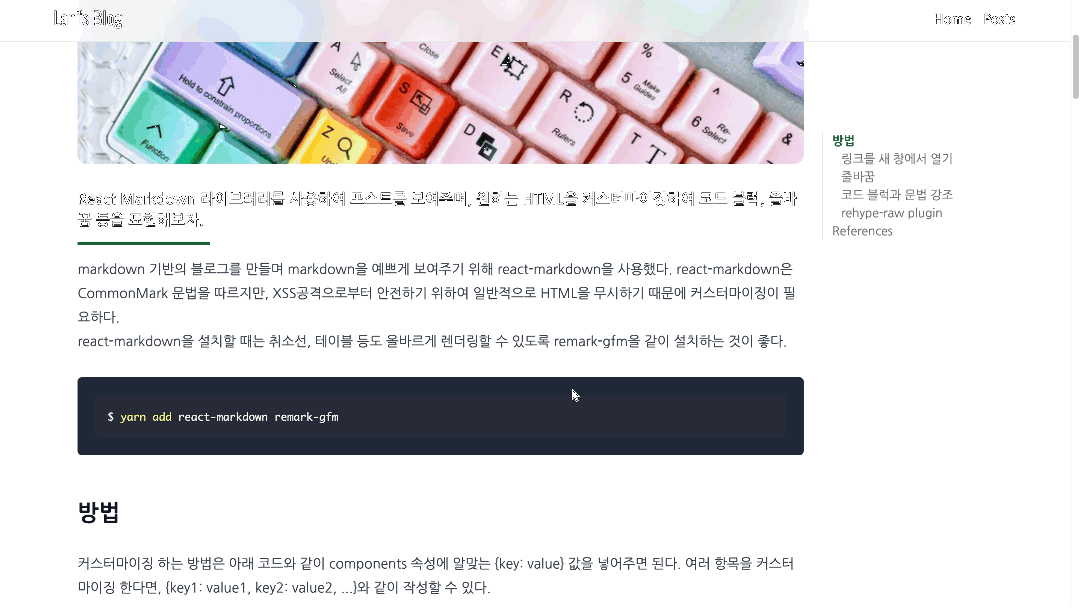 Lan's Blog
Home Posts
A
Select All
Close
E
%
5
Make Guides
Hold to constrain proportions
S
Save
R
Rulers
^
6
Re-Select
&
Function
Z
D
T
React Markdown 라이브러리를 사용하여 포스트를 보여주며, 원하는 HTML을 커스터마이징하여 코드 블럭, 줄바
꿈 등을 표현해보자.
방법
링크를 새 창에서 열기
줄바꿈
코드 블럭과 문법 강조
rehype-raw plugin
References
markdown 기반의 블로그를 만들며 markdown을 예쁘게 보여주기 위해 react-markdown을 사용했다. react-markdown은
CommonMark 문법을 따르지만, XSS공격으로부터 안전하기 위하여 일반적으로 HTML을 무시하기 때문에 커스터마이징이 필
요하다.
react-markdown을 설치할 때는 취소선, 테이블 등도 올바르게 렌더링할 수 있도록 remark-gfm을 같이 설치하는 것이 좋다.
$ yarn add react-markdown remark-gfm
방법
커스터마이징 하는 방법은 아래 코드와 같이 components 속성에 알맞는 {key: value} 값을 넣어주면 된다. 여러 항목을 커스터
마이징 한다면, {key1: value1, key2: value2, ...}와 같이 작성할 수 있다.